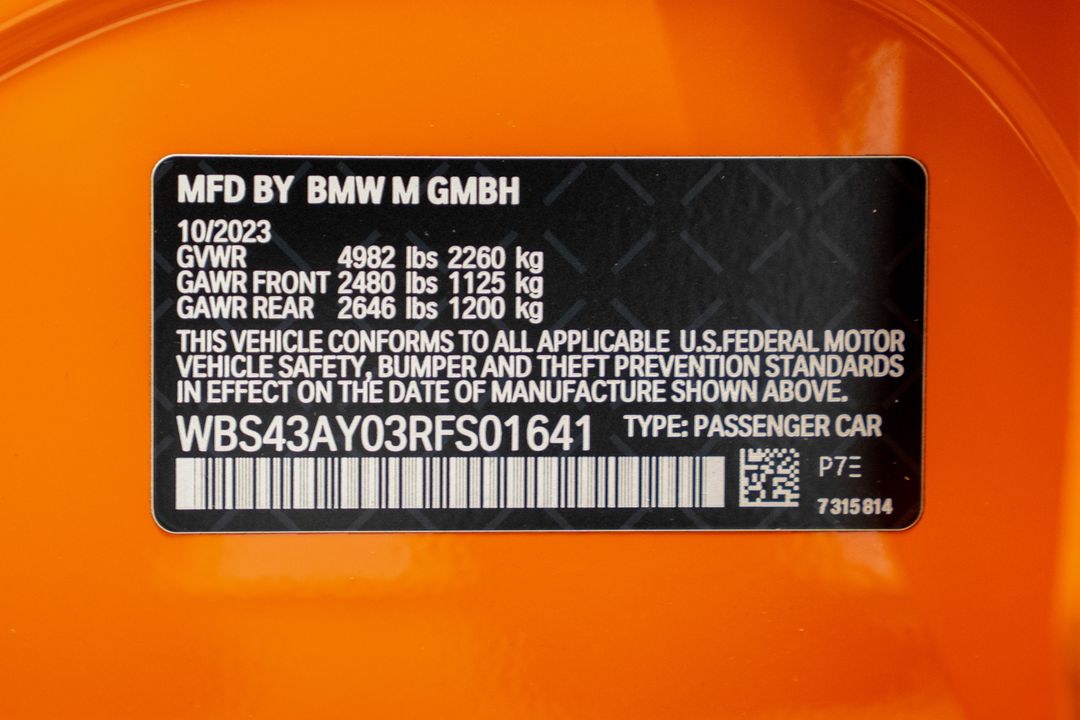 MFD BY BMW M GMBH
10/2023
GVWR 4982 lbs 2260 kg
GAWR FRONT 2480 lbs 1125 kg
GAWR REAR 2646 lbs 1200 kg
THIS VEHICLE CONFORMS TO ALL APPLICABLE U.S.FEDERAL MOTOR
VEHICLE SAFETY, BUMPER AND THEFT PREVENTION STANDARDS
IN EFFECT ON THE DATE OF MANUFACTURE SHOWN ABOVE.
WBS43AY03RFS01641 TYPE: PASSENGER CAR
P7E
7315814